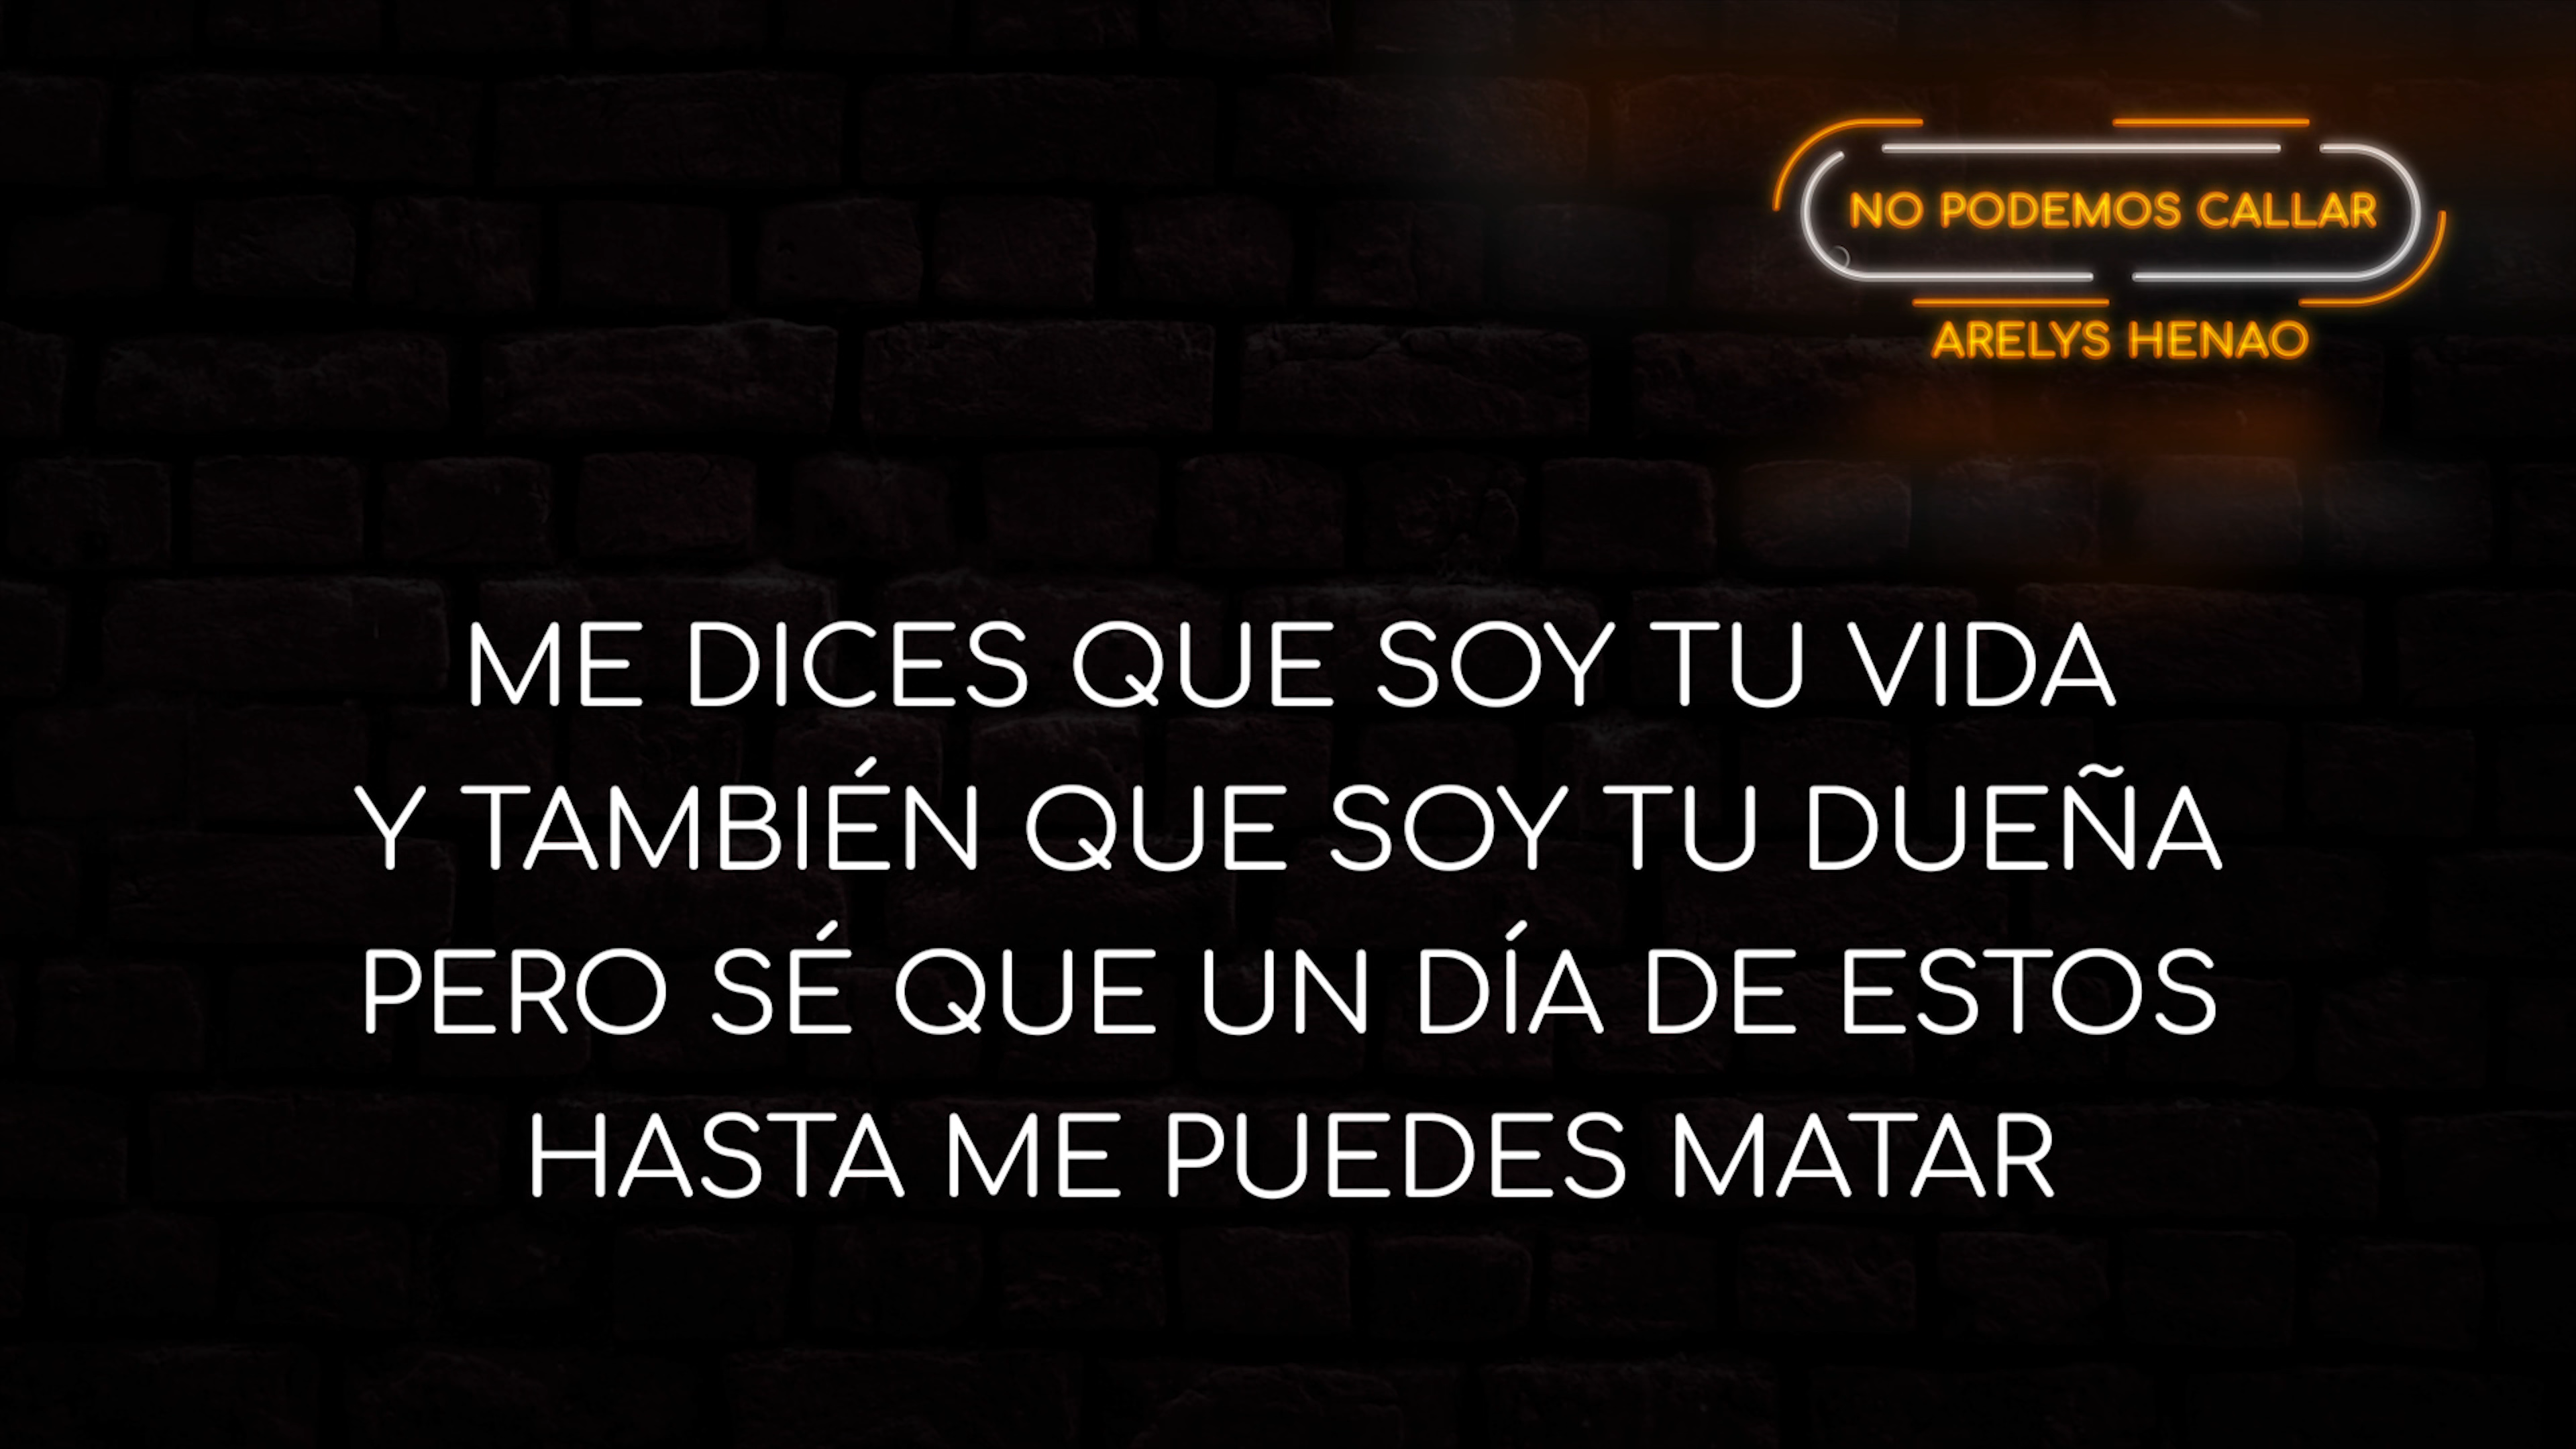 NO PODEMOS CALLAR
ARELYS HENAO
ME DICES QUE SOY TU VIDA
Y TAMBIÉN QUE SOY TU DUEÑA
PERO SÉ QUE UN DÍA DE ESTOS
HASTA ME PUEDES MATAR